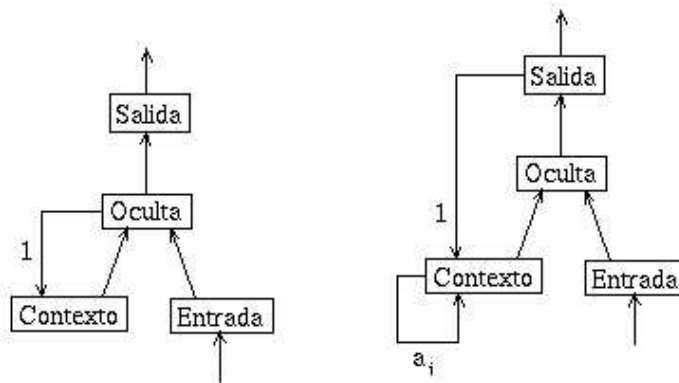 Salida
Oculta
1
Contexto
Entrada
Salida
Oculta
1
Contexto
Entrada
a i